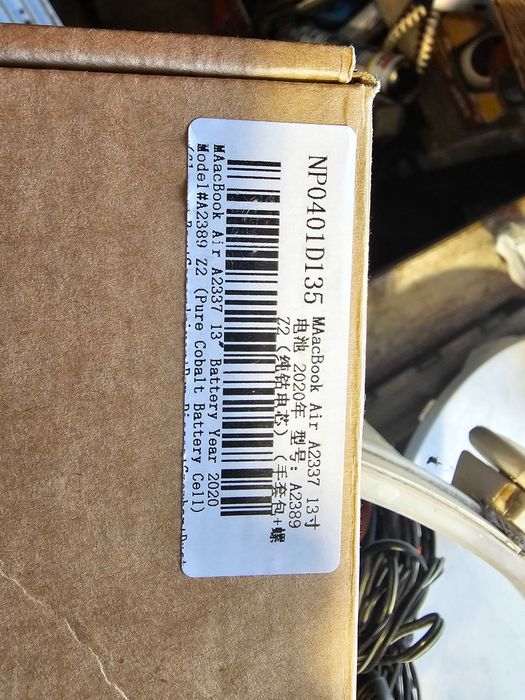 NP0401D135
MAacBook Air A2337 13寸
电池 2020年 型号: A2389
Z2 (纯钴电芯) (手套包+螺
MAacBook Air A2337 13" Battery Year 2020
Model#A2389 Z2 (Pure Cobalt Battery Cell)